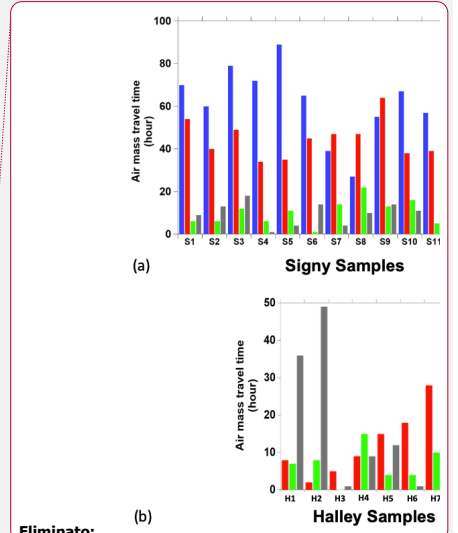 100
80
60
40
20
0
Air mass travel time
(hour)
S1 S2 S3 S4 S5 S6 S7 S8 S9 S10 S11
(a) Signy Samples
50
40
30
20
10
0
Air mass travel time
(hour)
H1 H2 H3 H4 H5 H6 H7
(b) Halley Samples
Eliminato: